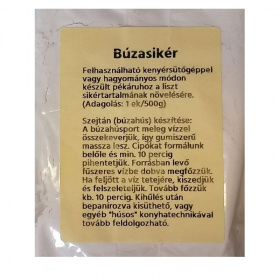 Búzasikér
Felhasználható kenyérsütőgéppel
vagy hagyományos módon
készült pékáruhoz a liszt
sikértartalmának növelésére.
(Adagolás: 1 ek/500g)
Szejtán (búzahús) készítése:
A búzahúsport meleg vízzel
összekeverjük, így gumiszerű
massza lesz. Cipókat formálunk
belőle és min. 10 percig
pihentetjük. Forrásban levő
fűszeres vízbe dobva megfőzzük.
Ha feljött a víz tetejére, kiszedjük
és felszeleteljük. Tovább főzzük
kb. 10 percig. Kihűlés után
bepanírozva kisüthető, vagy
egyéb "húsos" konyhatechnikával
tovább feldolgozható.